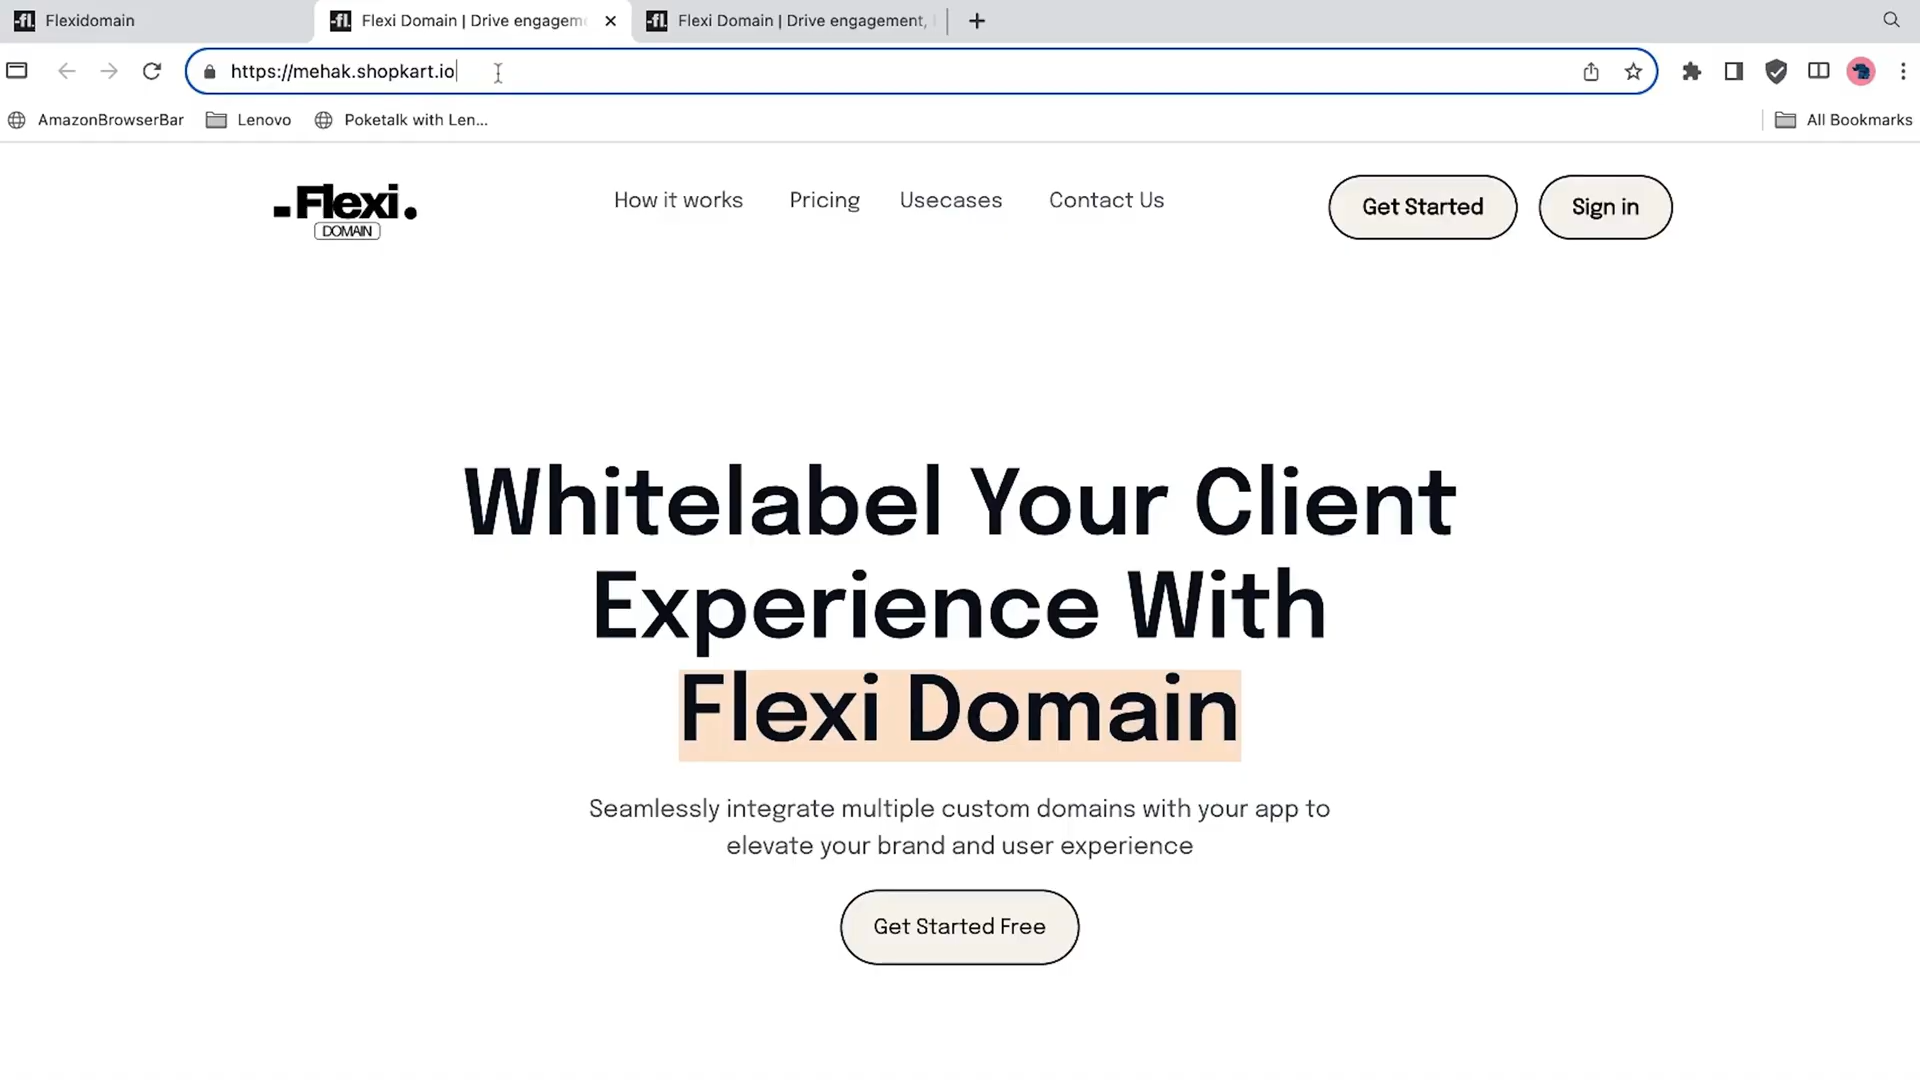 Flexidomain
Flexi Domain | Drive engagem
Flexi Domain | Drive engagement,
https://mehak.shopkart.io
AmazonBrowserBar
Lenovo
Poketalk with Len...
All Bookmarks
-Flexi.
DOMAIN
How it works
Pricing
Usecases
Contact Us
Get Started
Sign in
Whitelabel Your Client
Experience With
Flexi Domain
Seamlessly integrate multiple custom domains with your app to
elevate your brand and user experience
Get Started Free